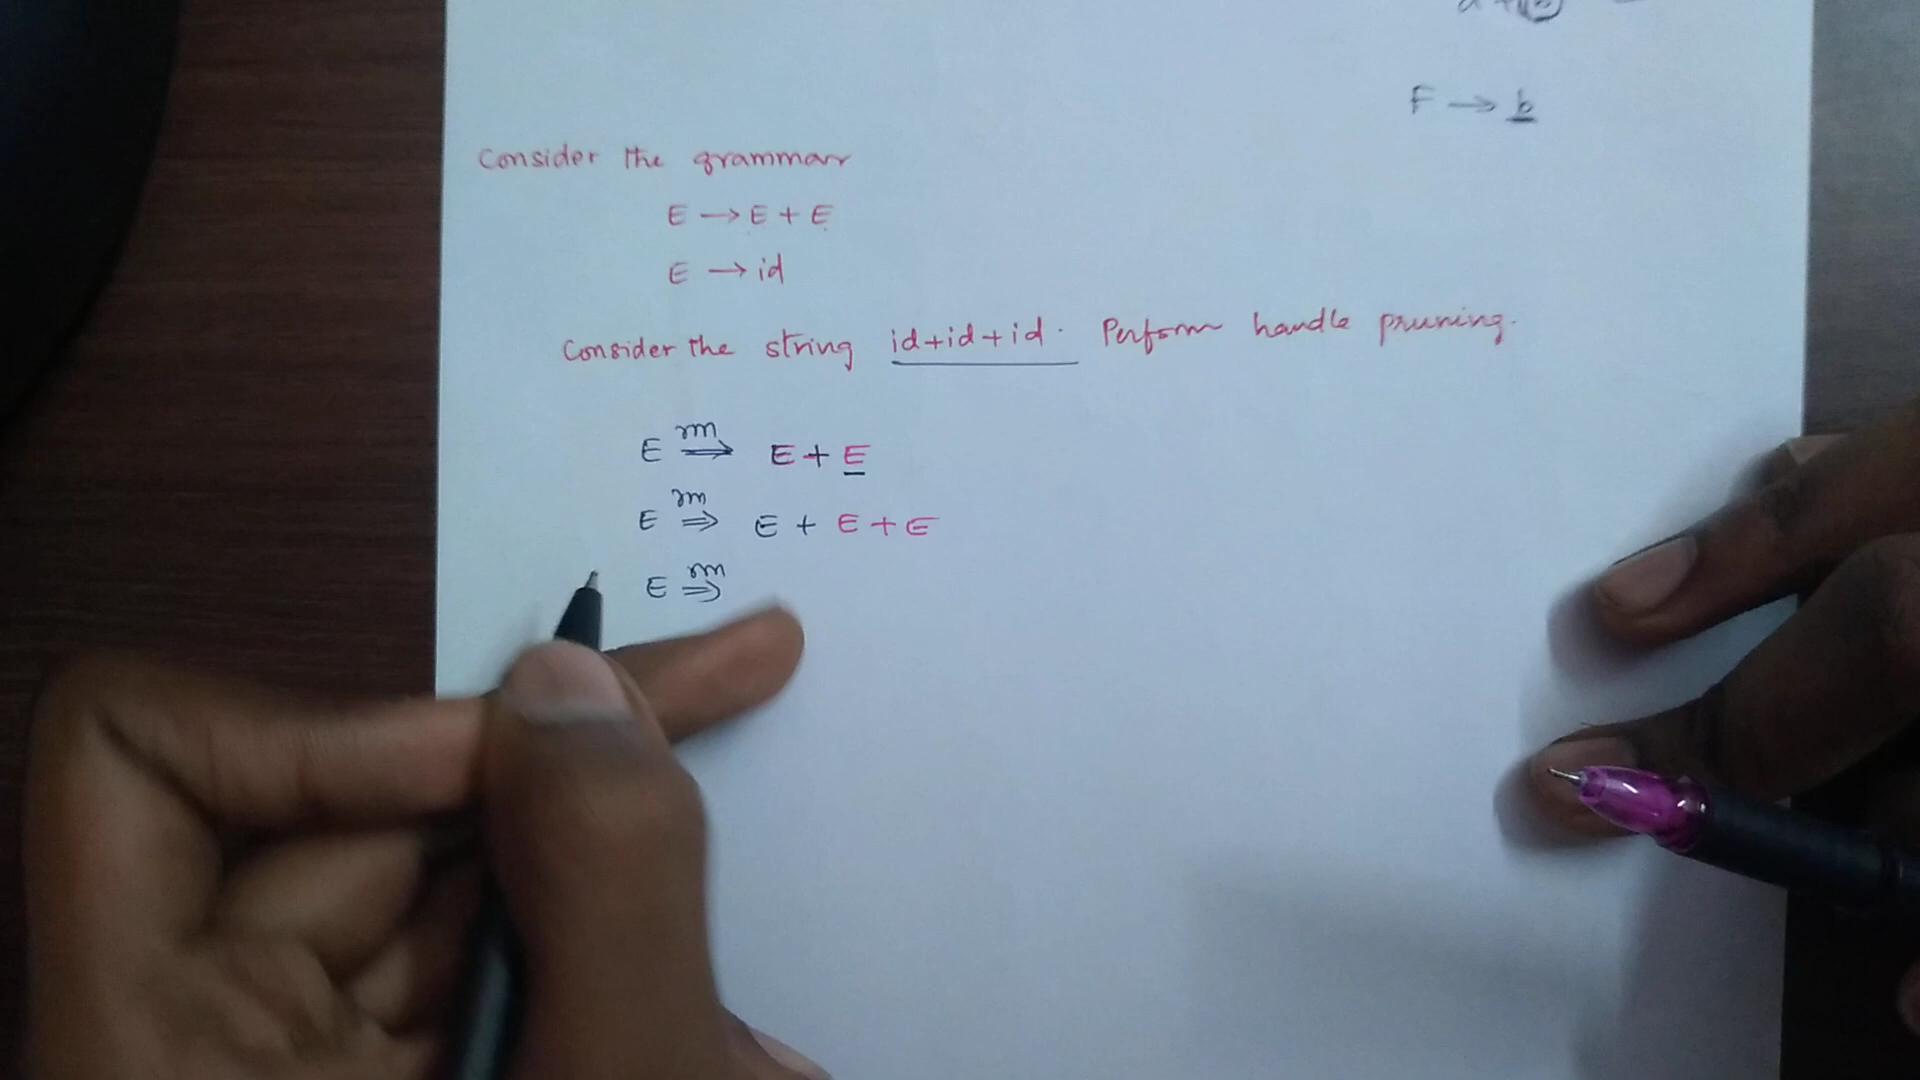 F → b
Consider the grammar
E → E + E
E → id
Consider the string id+id+id. Perform handle pruning.
E rm⇒ E + E
E rm⇒ E + E + E
E rm⇒